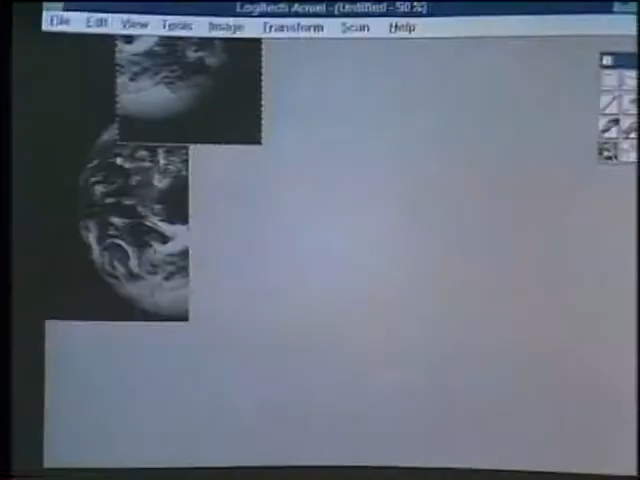 Logitech Ansel - (Untitled - 50%)
File Edit View Tools Image Transform Scan Help